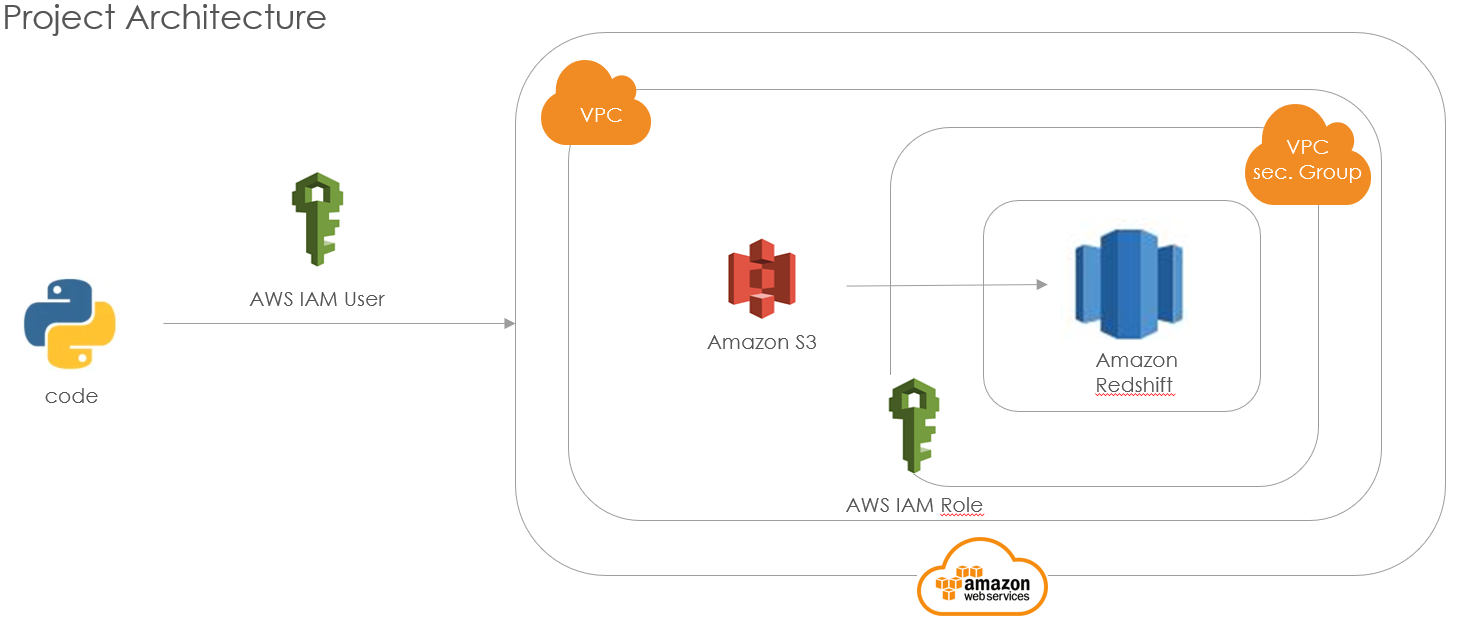 Project Architecture
VPC
VPC
sec. Group
AWS IAM User
code
Amazon S3
Amazon
Redshift
AWS IAM Role
amazon
webservices